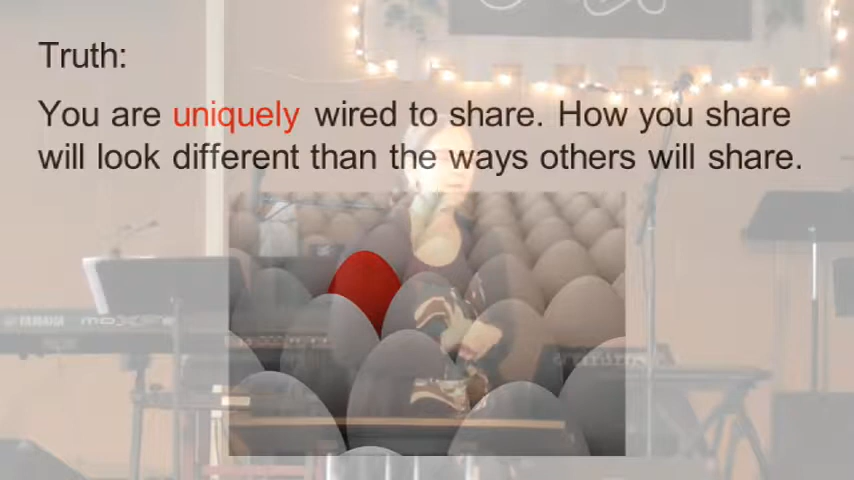 Truth:
You are uniquely wired to share. How you share
will look different than the ways others will share.
YAMAHA